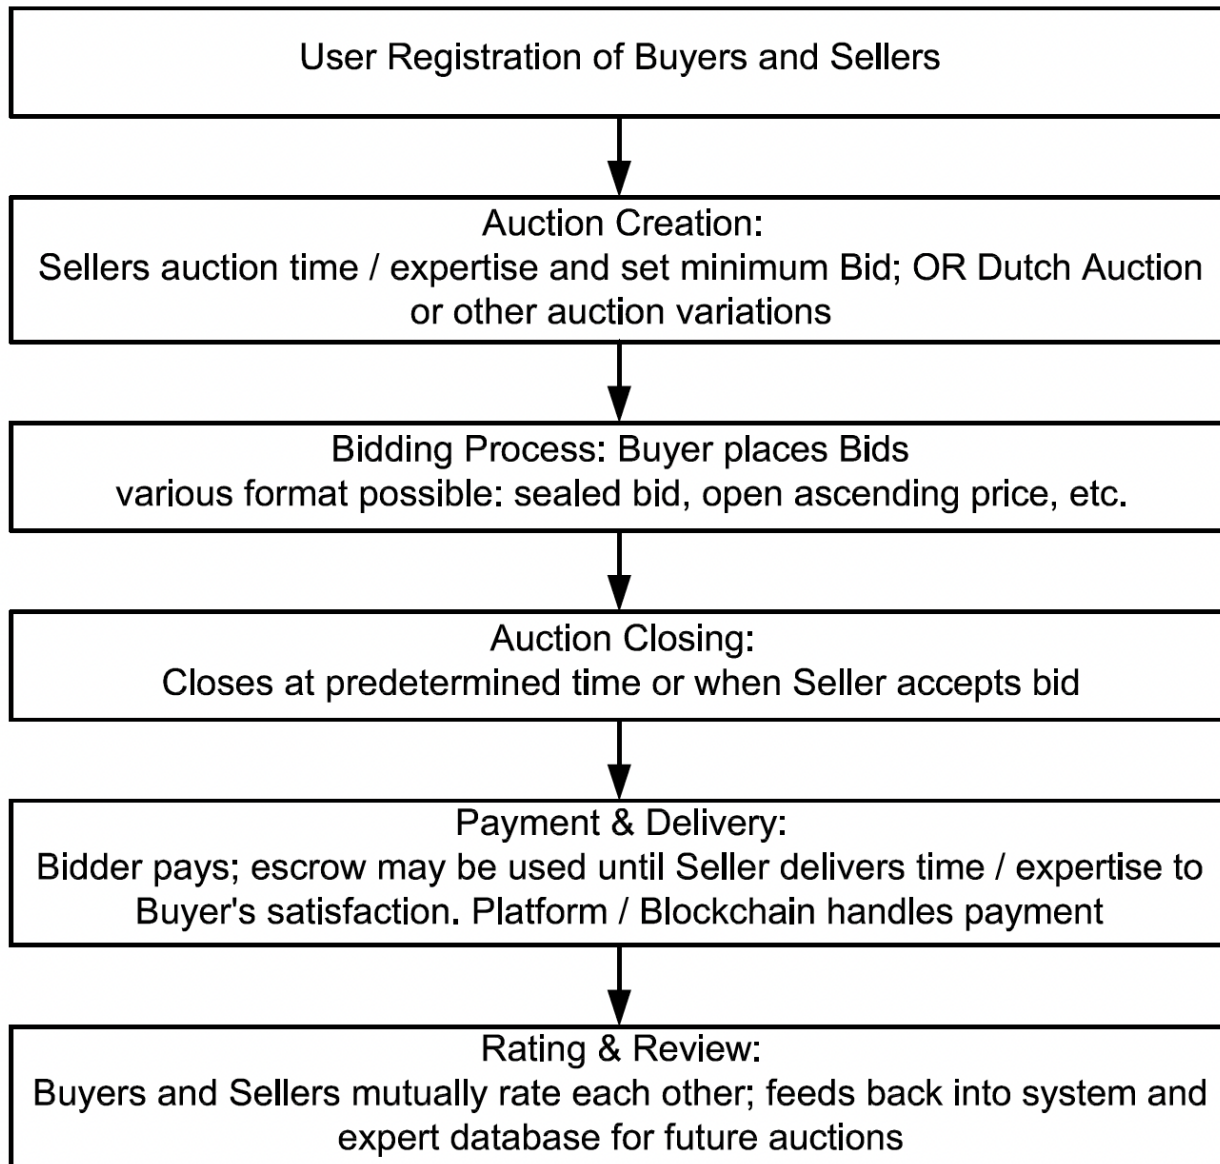 User Registration of Buyers and Sellers
Auction Creation:
Sellers auction time / expertise and set minimum Bid; OR Dutch Auction
or other auction variations
Bidding Process: Buyer places Bids
various format possible: sealed bid, open ascending price, etc.
Auction Closing:
Closes at predetermined time or when Seller accepts bid
Payment & Delivery:
Bidder pays; escrow may be used until Seller delivers time / expertise to
Buyer's satisfaction. Platform / Blockchain handles payment
Rating & Review:
Buyers and Sellers mutually rate each other; feeds back into system and
expert database for future auctions